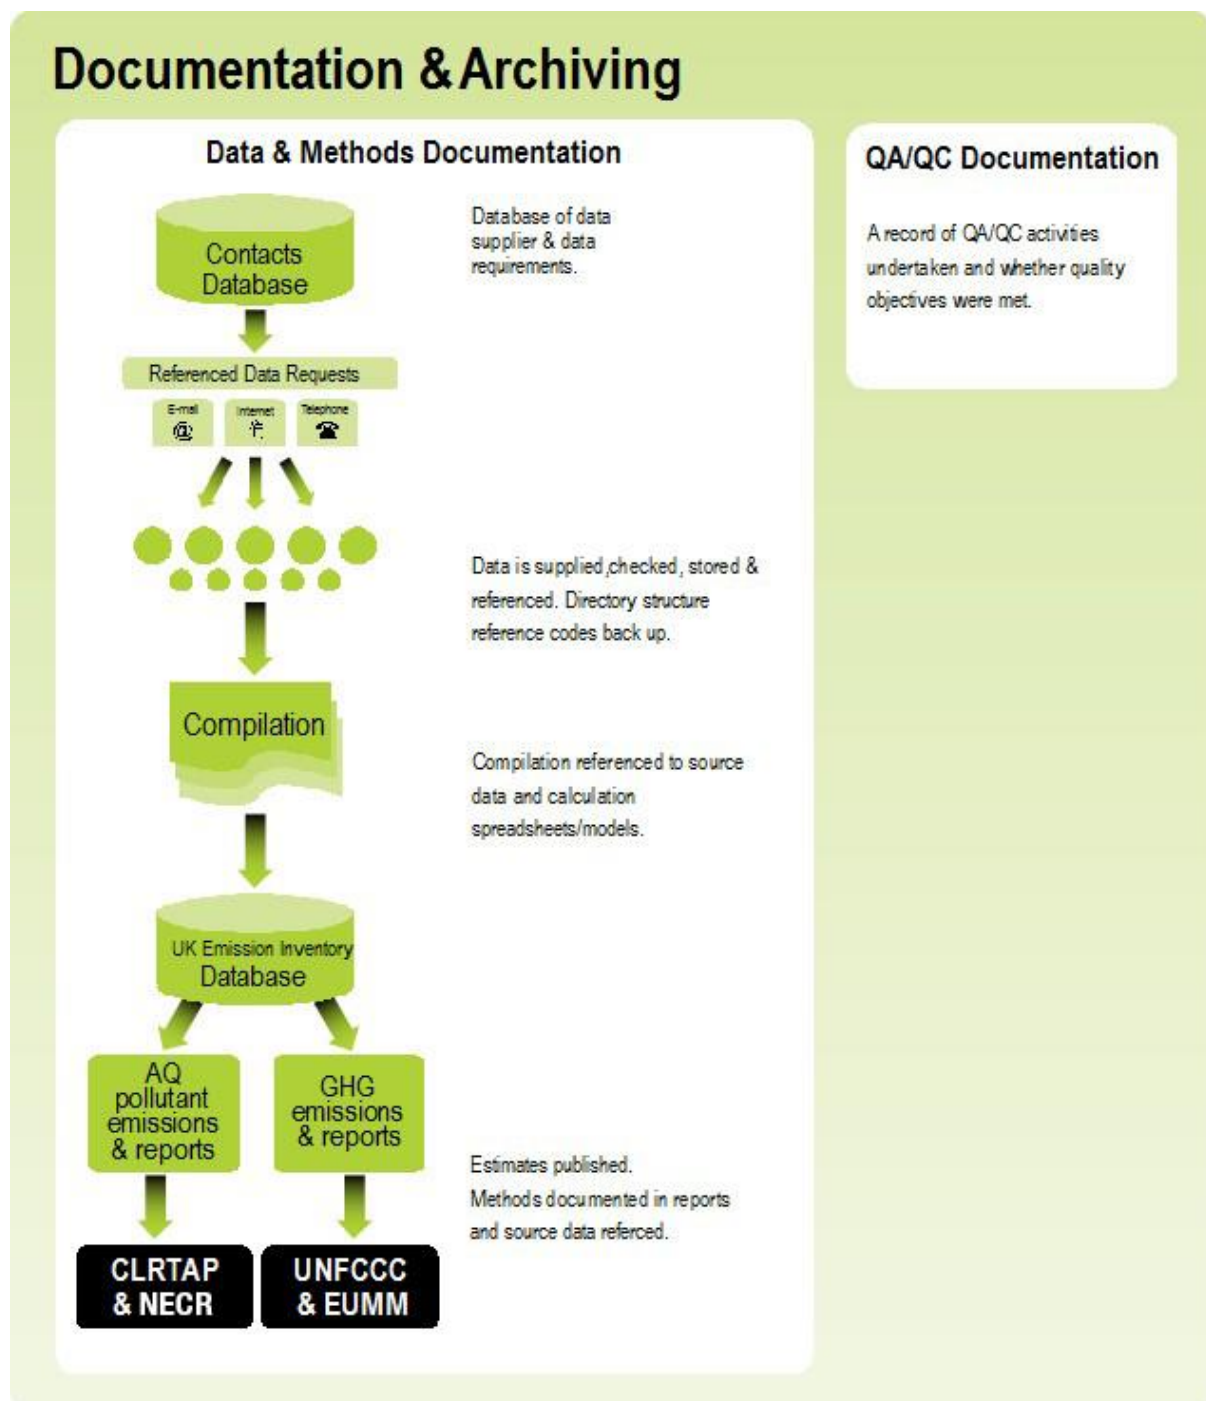 Documentation & Archiving
Data & Methods Documentation
Contacts
Database
Database of data
supplier & data
requirements.
Referenced Data Requests
E-mail
@
Internet
Telephone
Data is supplied,checked, stored &
referenced. Directory structure
reference codes back up.
Compilation
Compilation referenced to source
data and calculation
spreadsheets/models.
UK Emission Inventory
Database
AQ
pollutant
emissions
& reports
GHG
emissions
& reports
Estimates published.
Methods documented in reports
and source data referced.
CLRTAP
& NECR
UNFCCC
& EUMM
QA/QC Documentation
A record of QA/QC activities
undertaken and whether quality
objectives were met.